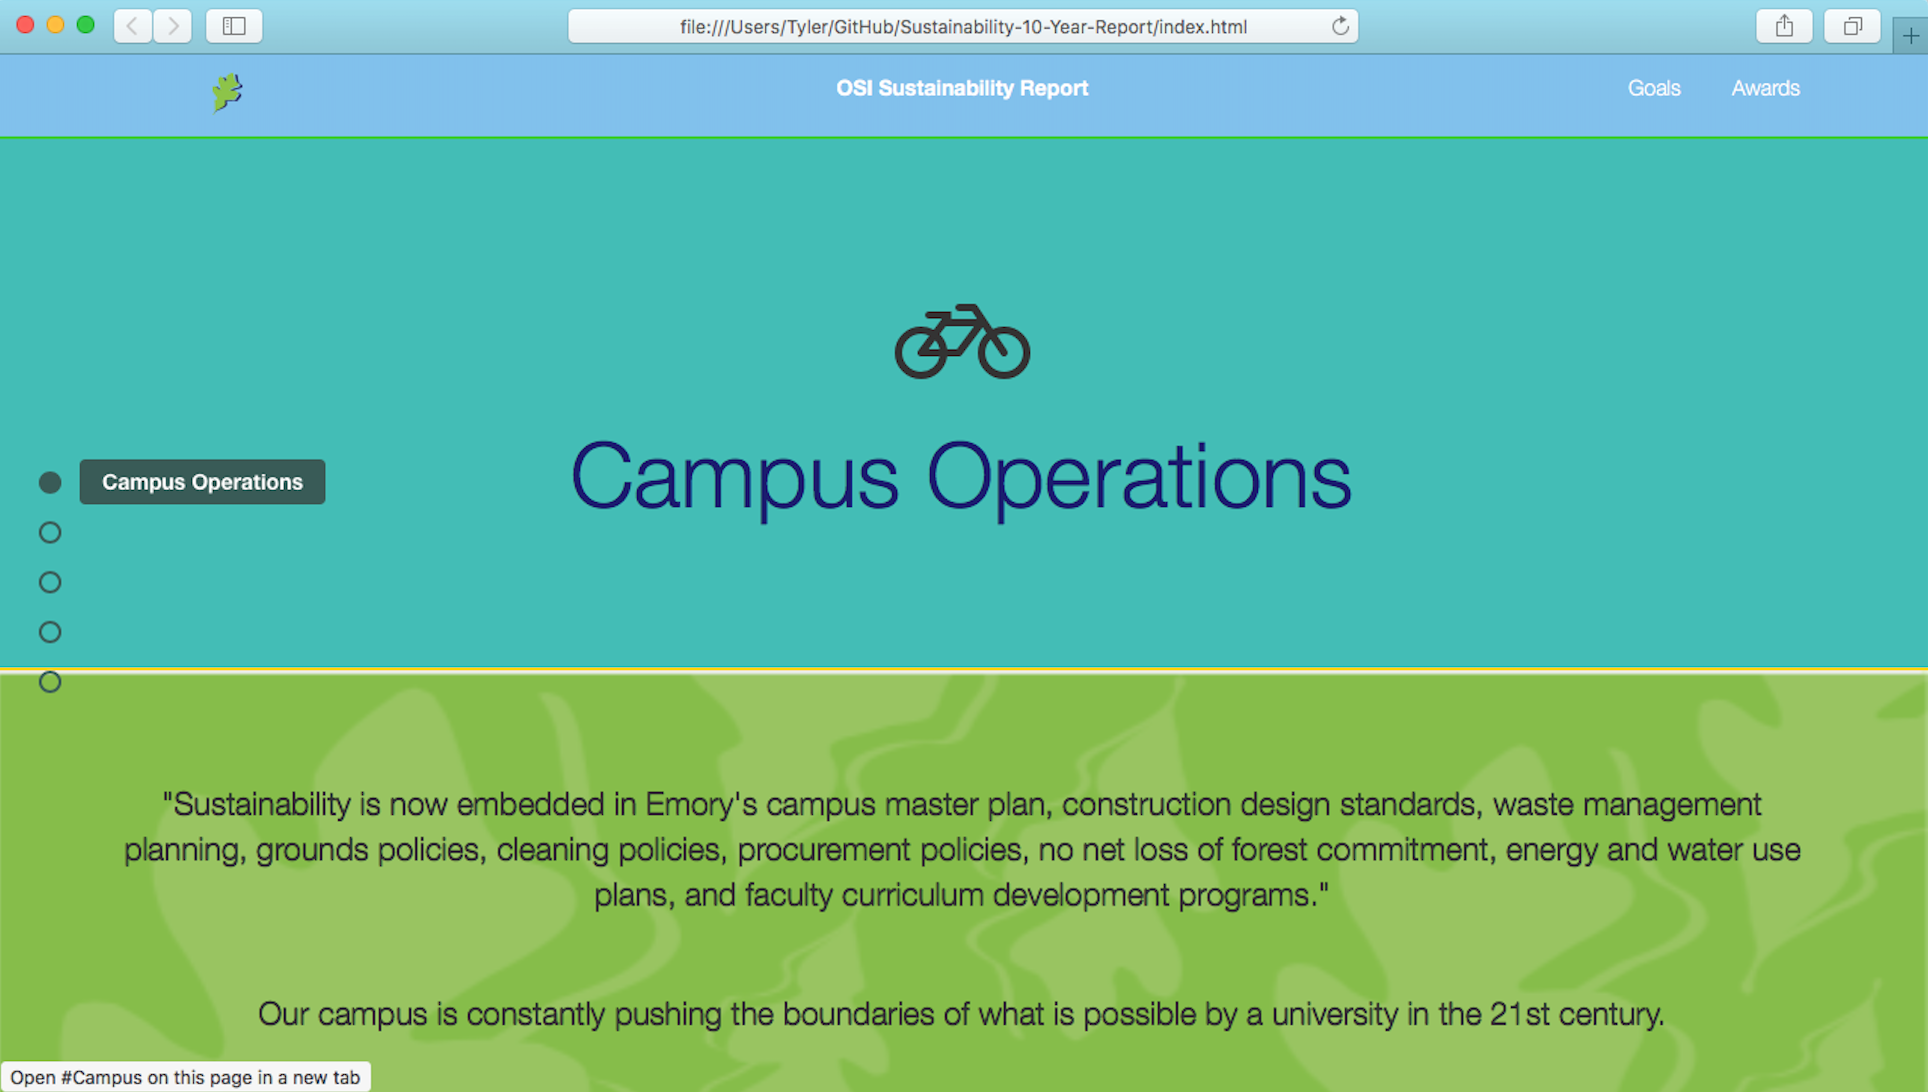 file:///Users/Tyler/GitHub/Sustainability-10-Year-Report/index.html
OSI Sustainability Report
Goals
Awards
Campus Operations
Campus Operations
"Sustainability is now embedded in Emory's campus master plan, construction design standards, waste management
planning, grounds policies, cleaning policies, procurement policies, no net loss of forest commitment, energy and water use
plans, and faculty curriculum development programs."
Our campus is constantly pushing the boundaries of what is possible by a university in the 21st century.
Open #Campus on this page in a new tab